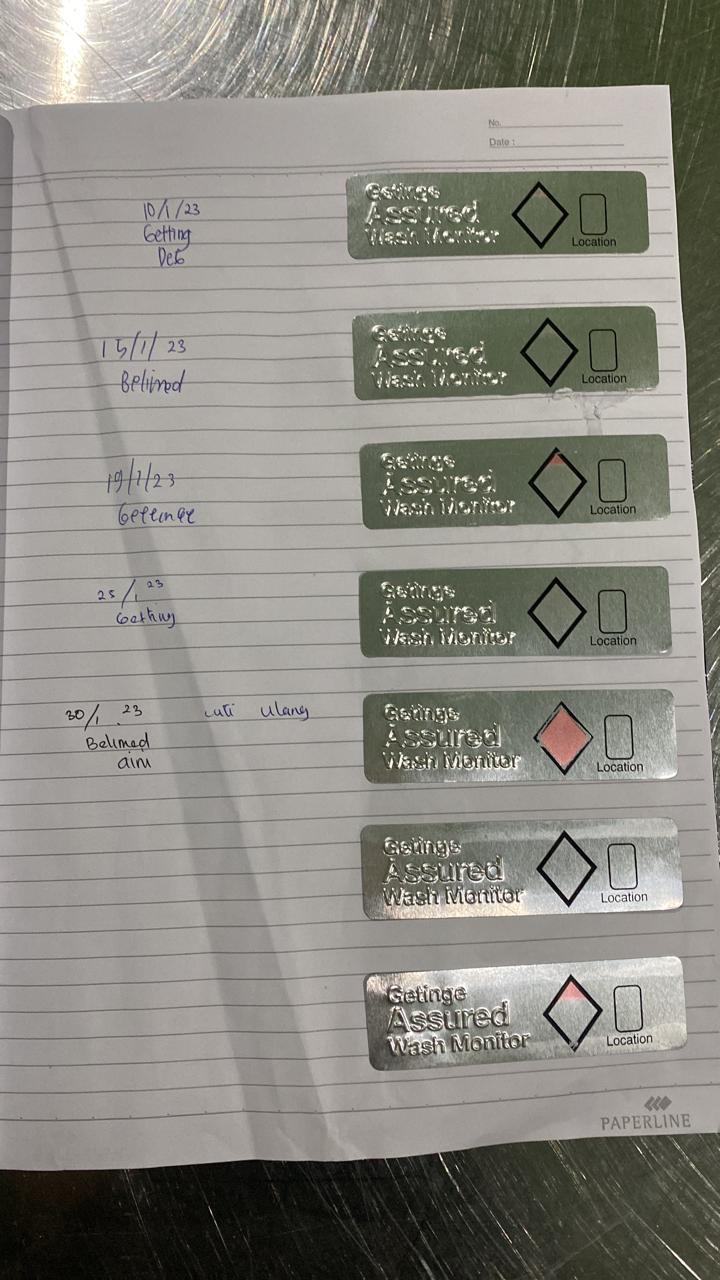 No.
Date :
10/1/23
Getting
Getinge
Assured
Wash Monitor
Location
15/1/ 23
Belimed
Getinge
Assured
Wash Monitor
Location
19/1/23
Getinge
Getinge
Assured
Wash Monitor
Location
25/1 23
Getting
Getinge
Assured
Wash Monitor
Location
30/1 23 cuti ulang
Belimed
Getinge
Assured
Wash Monitor
Location
Getinge
Assured
Wash Monitor
Location
Getinge
Assured
Wash Monitor
Location
PAPERLINE